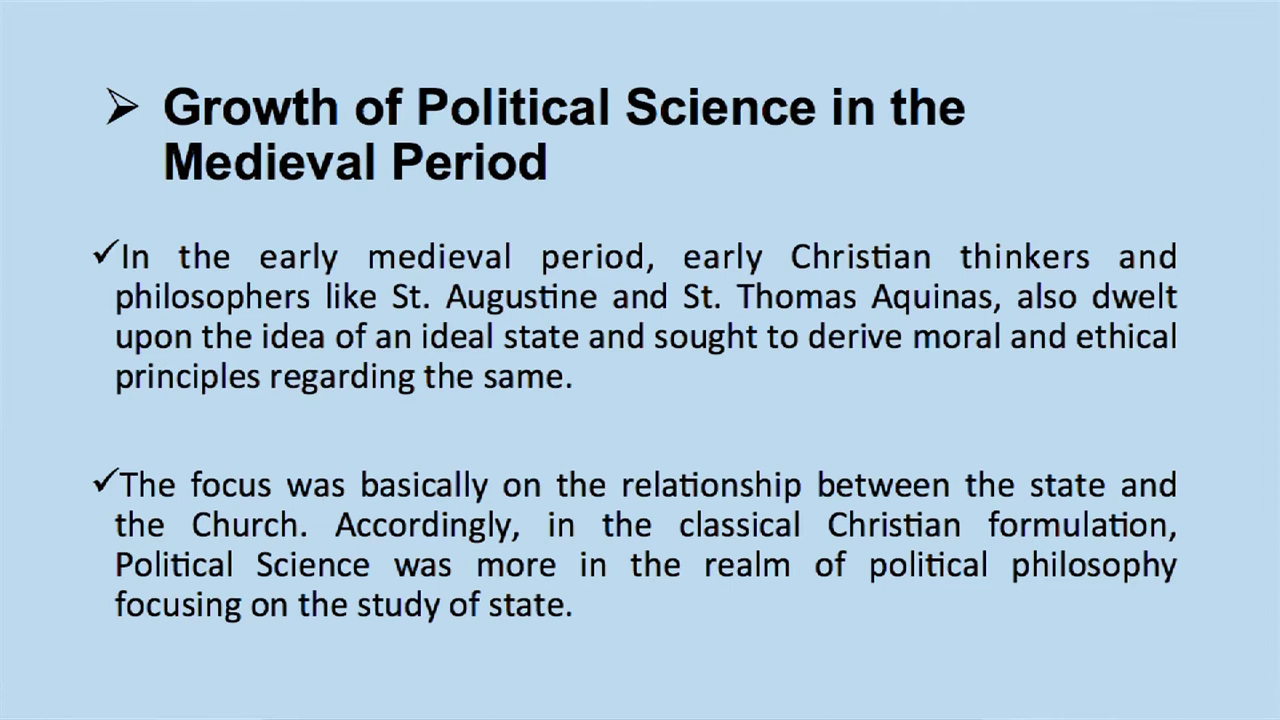 ➢ Growth of Political Science in the
Medieval Period
✓In the early medieval period, early Christian thinkers and
philosophers like St. Augustine and St. Thomas Aquinas, also dwelt
upon the idea of an ideal state and sought to derive moral and ethical
principles regarding the same.
✓The focus was basically on the relationship between the state and
the Church. Accordingly, in the classical Christian formulation,
Political Science was more in the realm of political philosophy
focusing on the study of state.